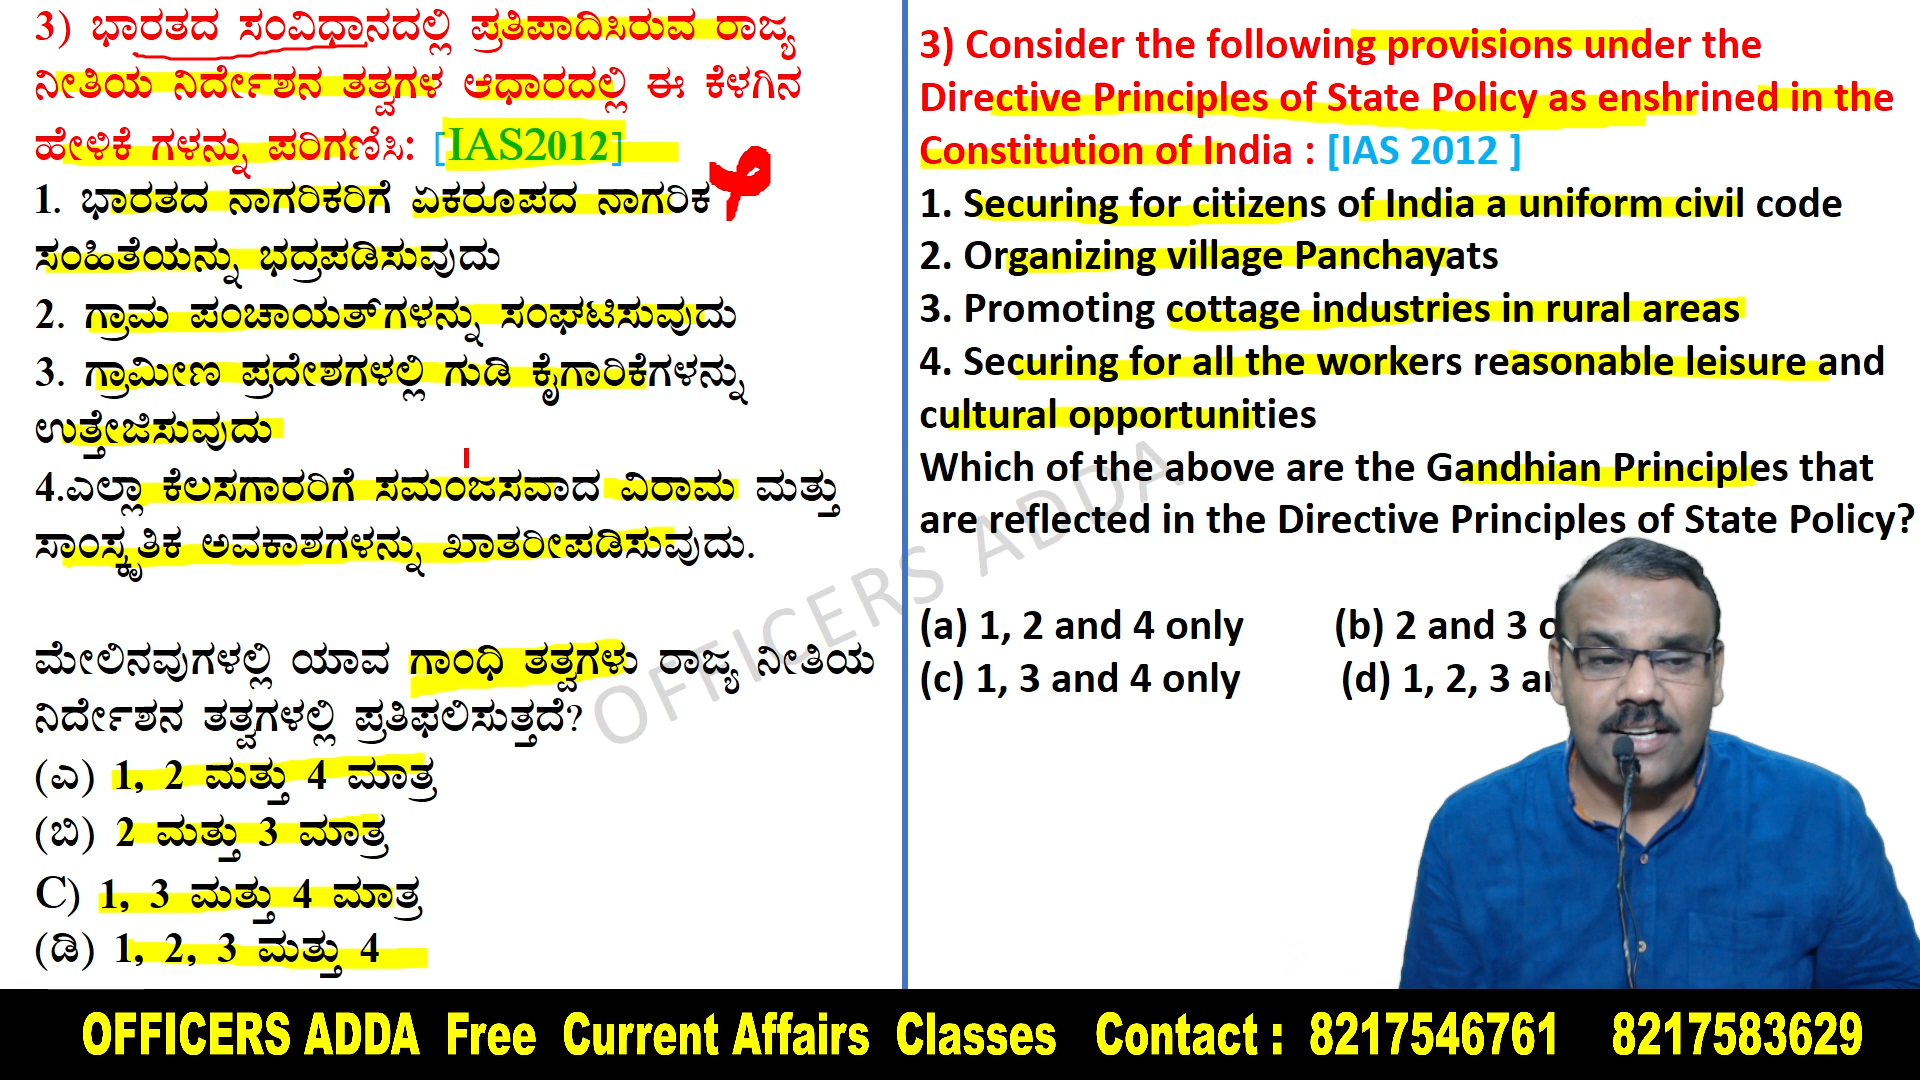 3) ಭಾರತದ ಸಂವಿಧಾನದಲ್ಲಿ ಪ್ರತಿಪಾದಿಸಿರುವ ರಾಜ್ಯ
ನೀತಿಯ ನಿರ್ದೇಶನ ತತ್ವಗಳ ಆಧಾರದಲ್ಲಿ ಈ ಕೆಳಗಿನ
ಹೇಳಿಕೆ ಗಳನ್ನು ಪರಿಗಣಿಸಿ: [IAS2012]
1. ಭಾರತದ ನಾಗರಿಕರಿಗೆ ಏಕರೂಪದ ನಾಗರಿಕ
ಸಂಹಿತೆಯನ್ನು ಭದ್ರಪಡಿಸುವುದು
2. ಗ್ರಾಮ ಪಂಚಾಯತ್‌ಗಳನ್ನು ಸಂಘಟಿಸುವುದು
3. ಗ್ರಾಮೀಣ ಪ್ರದೇಶಗಳಲ್ಲಿ ಗುಡಿ ಕೈಗಾರಿಕೆಗಳನ್ನು
ಉತ್ತೇಜಿಸುವುದು
4.ಎಲ್ಲಾ ಕೆಲಸಗಾರರಿಗೆ ಸಮಂಜಸವಾದ ವಿರಾಮ ಮತ್ತು
ಸಾಂಸ್ಕೃತಿಕ ಅವಕಾಶಗಳನ್ನು ಖಾತರೀಪಡಿಸುವುದು.
ಮೇಲಿನವುಗಳಲ್ಲಿ ಯಾವ ಗಾಂಧಿ ತತ್ವಗಳು ರಾಜ್ಯ ನೀತಿಯ
ನಿರ್ದೇಶನ ತತ್ವಗಳಲ್ಲಿ ಪ್ರತಿಫಲಿಸುತ್ತದೆ?
(ಎ) 1, 2 ಮತ್ತು 4 ಮಾತ್ರ
(ಬಿ) 2 ಮತ್ತು 3 ಮಾತ್ರ
C) 1, 3 ಮತ್ತು 4 ಮಾತ್ರ
(ಡಿ) 1, 2, 3 ಮತ್ತು 4
3) Consider the following provisions under the
Directive Principles of State Policy as enshrined in the
Constitution of India : [IAS 2012 ]
1. Securing for citizens of India a uniform civil code
2. Organizing village Panchayats
3. Promoting cottage industries in rural areas
4. Securing for all the workers reasonable leisure and
cultural opportunities
Which of the above are the Gandhian Principles that
are reflected in the Directive Principles of State Policy?
(a) 1, 2 and 4 only (b) 2 and 3
(c) 1, 3 and 4 only (d) 1, 2, 3
OFFICERS ADDA
OFFICERS ADDA Free Current Affairs Classes Contact : 8217546761 8217583629